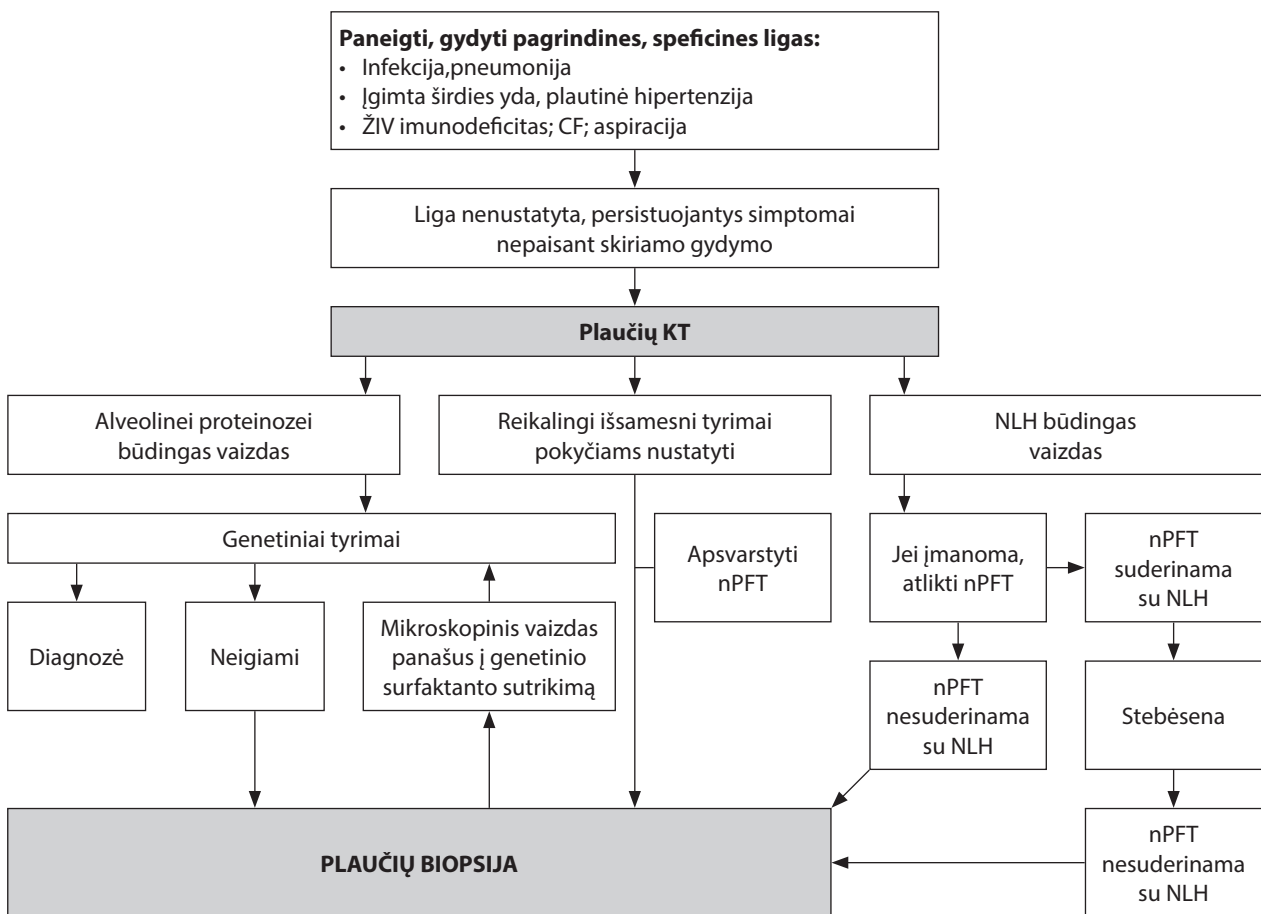 Paneigti, gydyti pagrindines, speficines ligas:
• Infekcija,pneumonija
• Įgimta širdies yda, plautinė hipertenzija
• ŽIV imunodeficitas; CF; aspiracija
Liga nenustatyta, persistuojantys simptomai
nepaisant skiriamo gydymo
Plaučių KT
Alveolinei proteinozei
būdingas vaizdas
Reikalingi išsamesni tyrimai
pokyčiams nustatyti
NLH būdingas
vaizdas
Genetiniai tyrimai
Apsvarstyti
nPFT
Jei įmanoma,
atlikti nPFT
nPFT
suderinama
su NLH
Diagnozė
Neigiami
Mikroskopinis vaizdas
panašus į genetinio
surfaktanto sutrikimą
nPFT
nesuderinama
su NLH
Stebėsena
PLAUČIŲ BIOPSIJA
nPFT
nesuderinama
su NLH